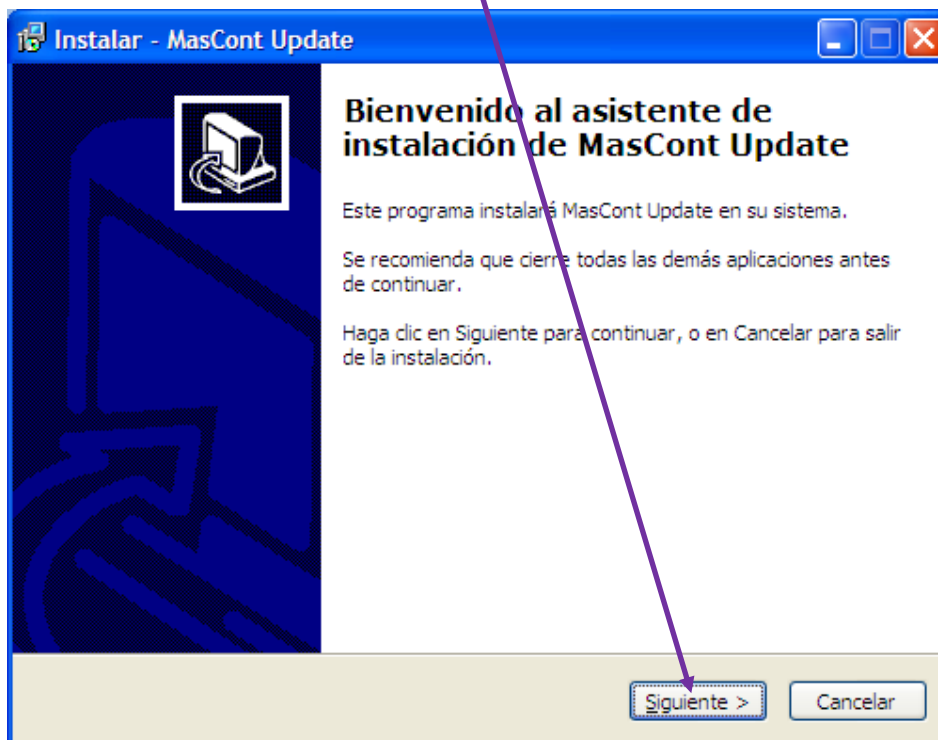 Instalar - MasCont Update
Bienvenido al asistente de
instalación de MasCont Update
Este programa instalará MasCont Update en su sistema.
Se recomienda que cierre todas las demás aplicaciones antes
de continuar.
Haga clic en Siguiente para continuar, o en Cancelar para salir
de la instalación.
Siguiente >
Cancelar